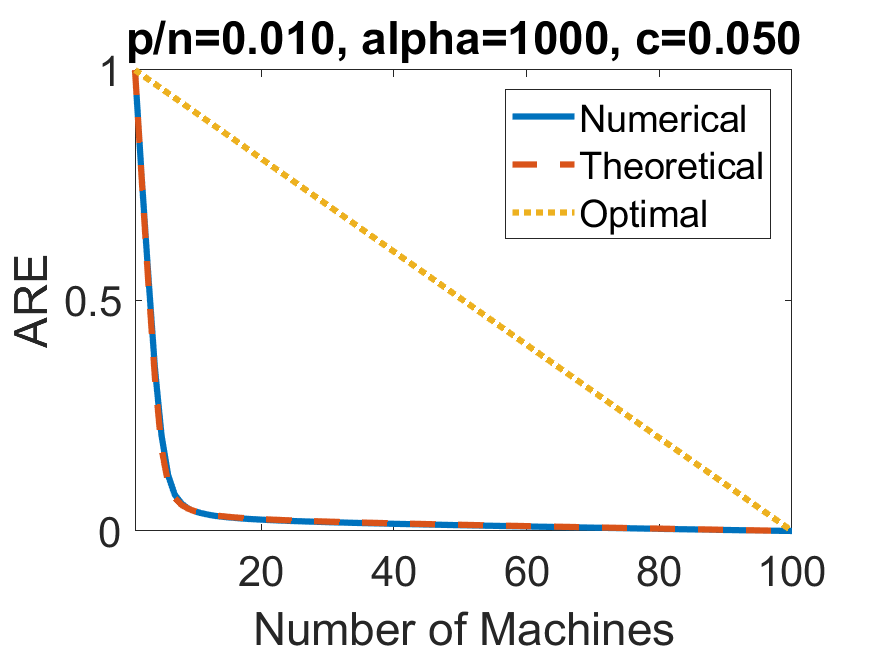 p/n=0.010, alpha=1000, c=0.050
Numerical
Theoretical
Optimal
ARE
1
0.5
0
20 40 60 80 100
Number of Machines